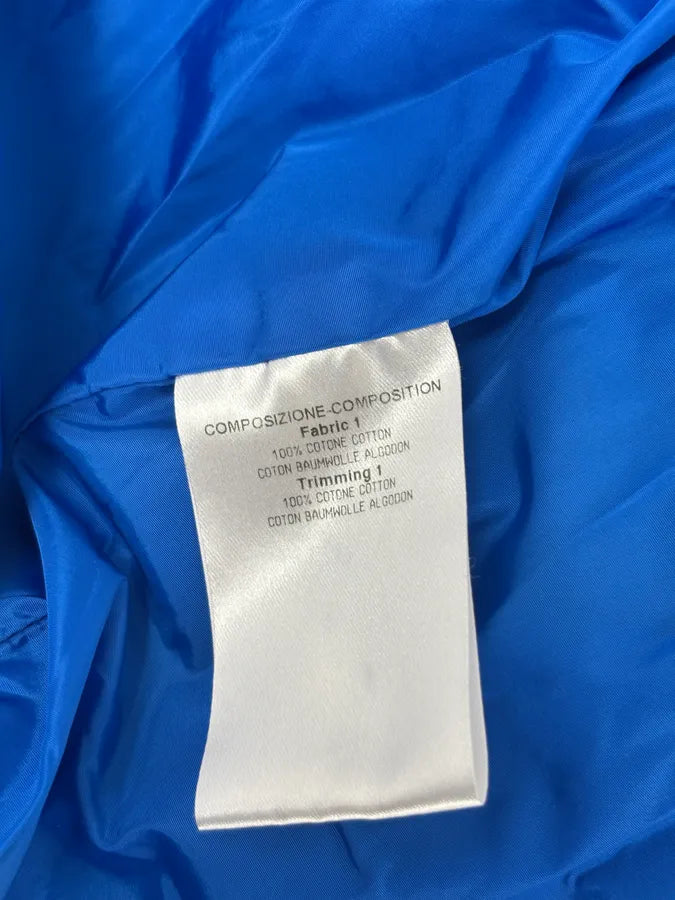 COMPOSIZIONE-COMPOSITION
Fabric 1
100% COTONE COTTON
COTON BAUMWOLLE ALGODON
Trimming 1
100% COTONE COTTON
COTON BAUMWOLLE ALGODON